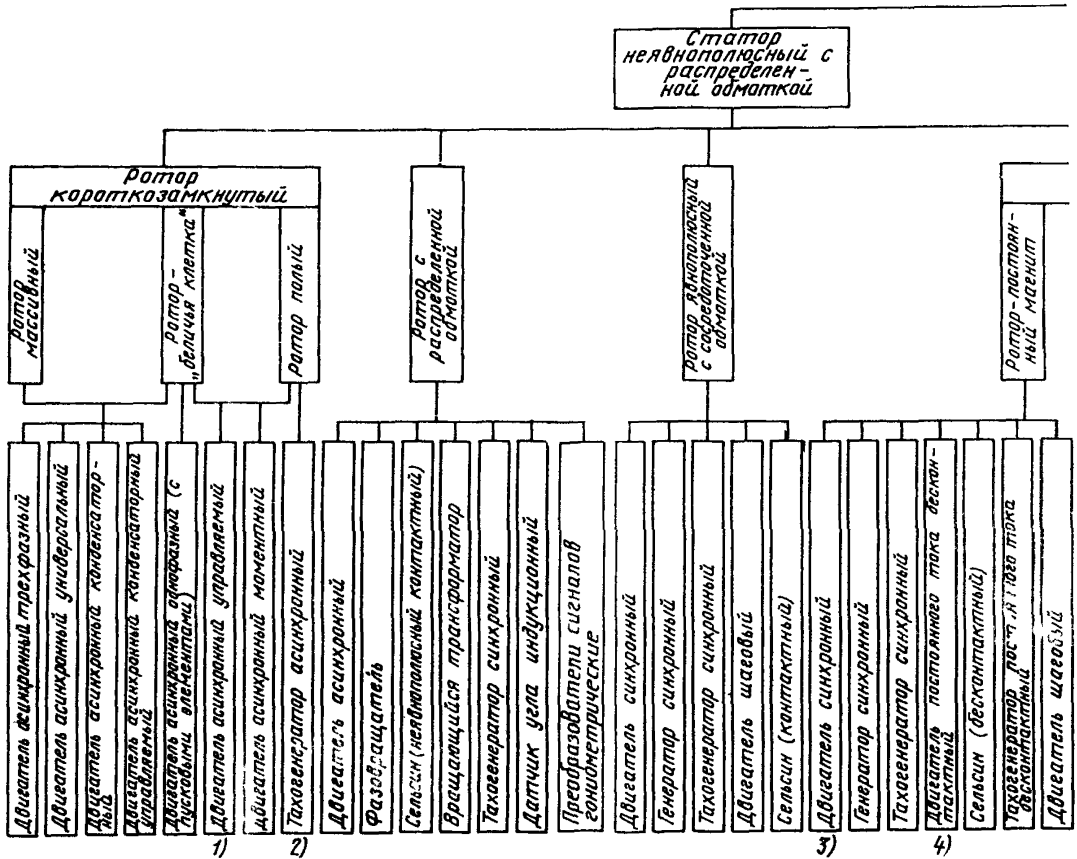 Статор
неявнополюсный с
распределен-
ной обмоткой
Ротор
короткозамкнутый
Ротор
массивный
Ротор-
„беличья клетка“
Ротор полый
Ротор с
распределенной
обмоткой
Ротор явнополюсный
с сосредоточенной
обмоткой
Ротор-постоян-
ный магнит
Двигатель асинхронный трехфазный
Двигатель асинхронный универсальный
Двигатель асинхронный конденсатор-
ный
Двигатель асинхронный конденсаторный
управляемый
Двигатель асинхронный однофазный (с
пусковыми элементами)
Двигатель асинхронный управляемый
Двигатель асинхронный моментный
Тахогенератор асинхронный
Двигатель асинхронный
Фазовращатель
Сельсин (неявнополюсный контактный)
Вращающийся трансформатор
Тахогенератор синхронный
Датчик угла индукционный
Преобразователи сигналов
гониометрические
Двигатель синхронный
Генератор синхронный
Тахогенератор синхронный
Двигатель шаговый
Сельсин (контактный)
Двигатель синхронный
Генератор синхронный
Тахогенератор синхронный
Двигатель постоянного тока бескон-
тактный
Сельсин (бесконтактный)
Тахогенератор постоянного тока
бесконтактный
Двигатель шаговый
1)
2)
3)
4)